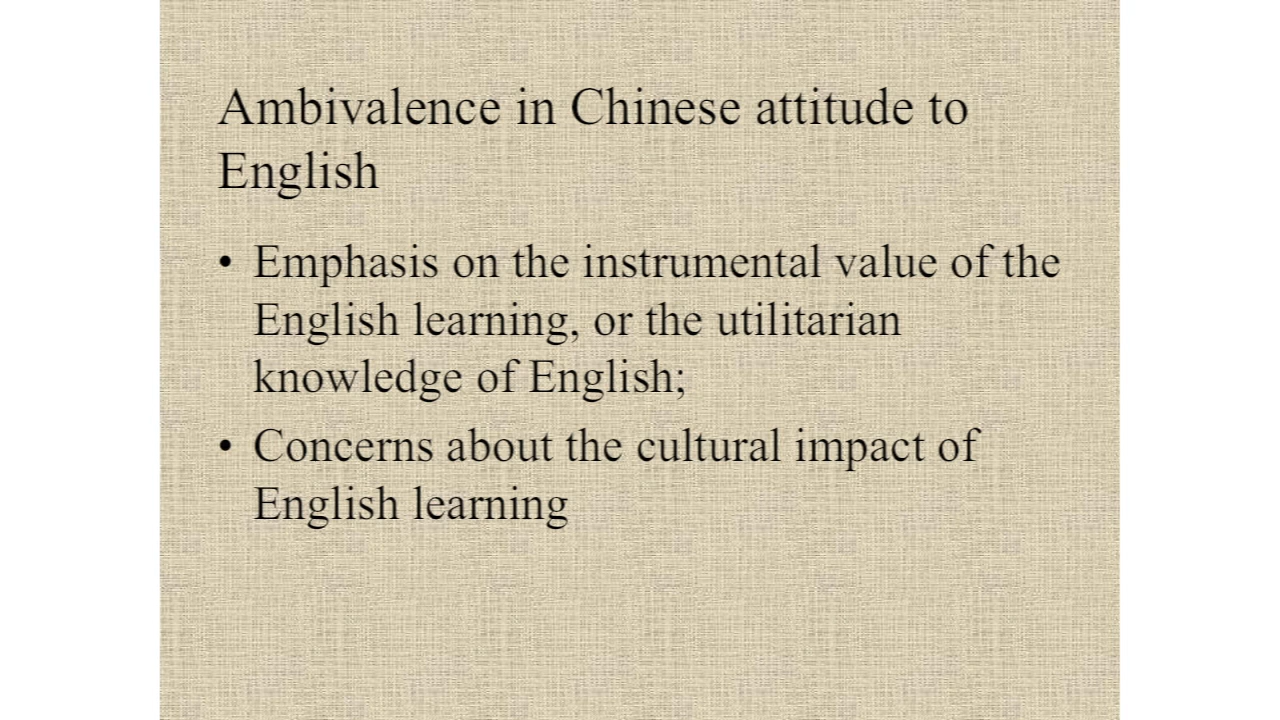 Ambivalence in Chinese attitude to
English
• Emphasis on the instrumental value of the
English learning, or the utilitarian
knowledge of English;
• Concerns about the cultural impact of
English learning